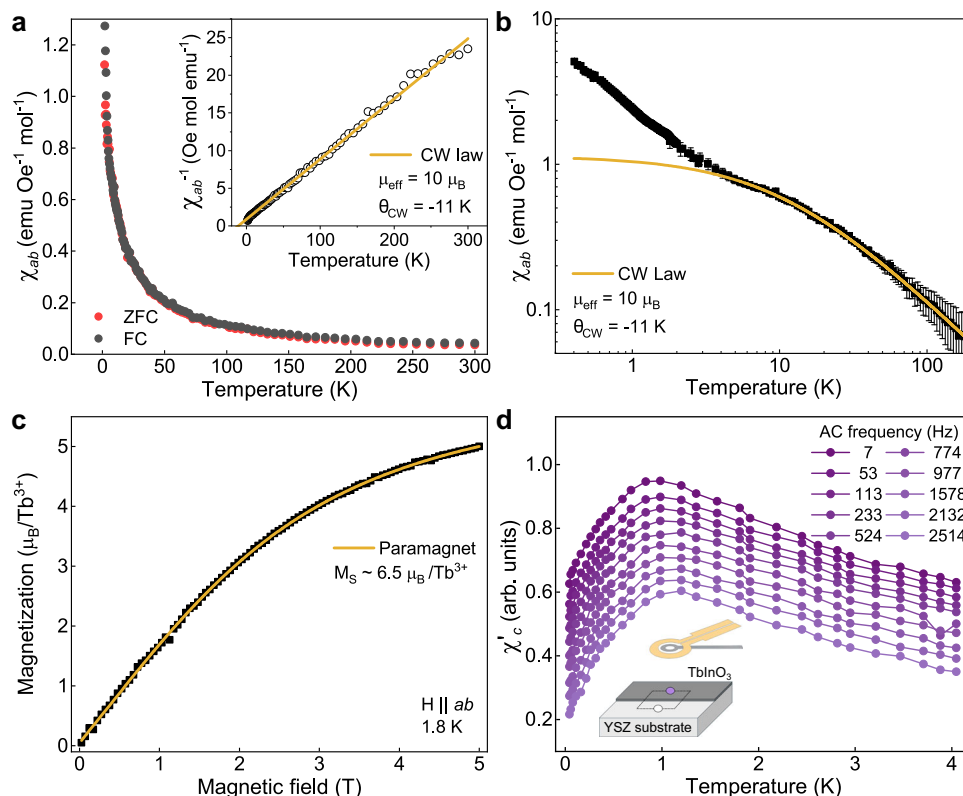 a
χab (emu Oe⁻¹ mol⁻¹)
1.2
1.0
0.8
0.6
0.4
0.2
0.0
ZFC
FC
0 50 100 150 200 250 300
Temperature (K)
χab⁻¹ (Oe mol emu⁻¹)
25
20
15
10
5
0
CW law
μeff = 10 μB
θCW = -11 K
0 100 200 300
Temperature (K)
b
χab (emu Oe⁻¹ mol⁻¹)
10
1
0.1
CW Law
μeff = 10 μB
θCW = -11 K
1 10 100
Temperature (K)
c
Magnetization (μB/Tb³⁺)
5
4
3
2
1
0
Paramagnet
MS ~ 6.5 μB/Tb³⁺
H || ab
1.8 K
0 1 2 3 4 5
Magnetic field (T)
d
χ'c (arb. units)
1.0
0.8
0.6
0.4
0.2
AC frequency (Hz)
7 774
53 977
113 1578
233 2132
524 2514
TbInO₃
YSZ substrate
0 1 2 3 4
Temperature (K)